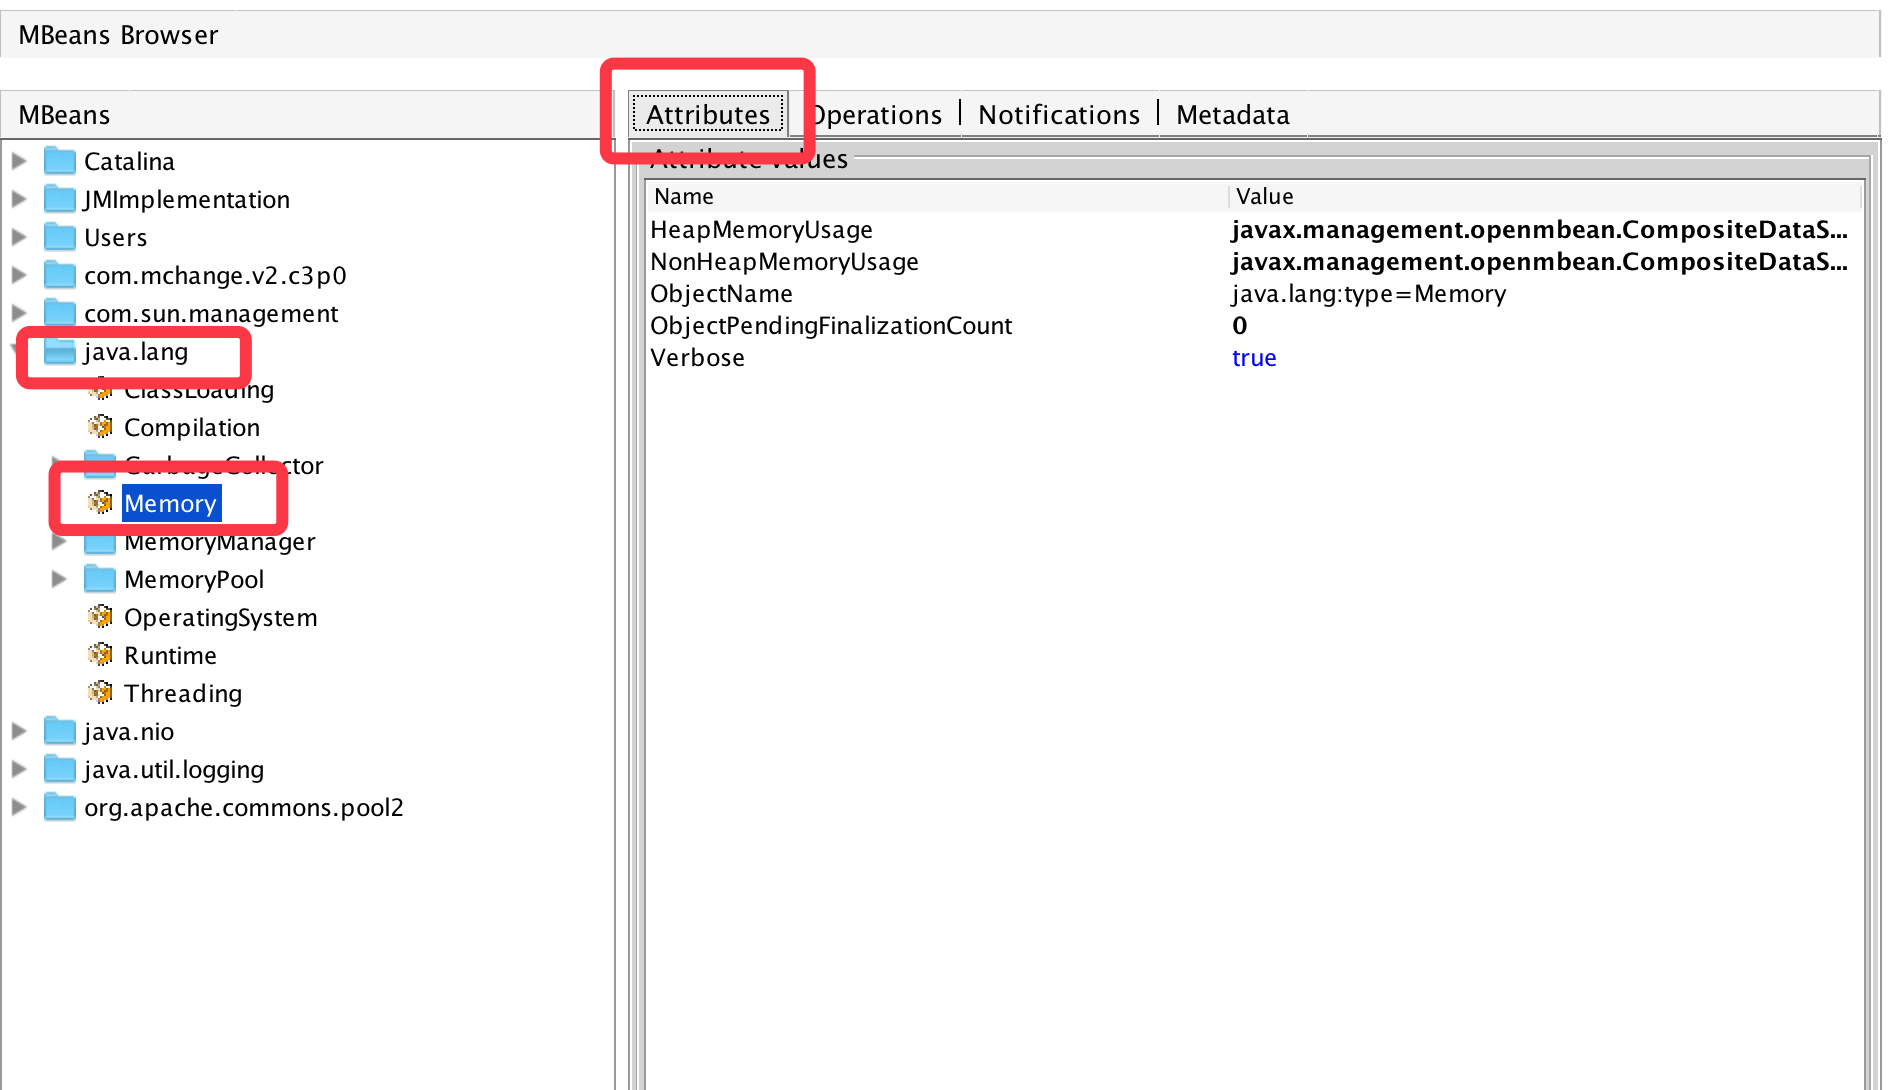 MBeans Browser
MBeans
Catalina
JMImplementation
Users
com.mchange.v2.c3p0
com.sun.management
java.lang
ClassLoading
Compilation
GarbageCollector
Memory
MemoryManager
MemoryPool
OperatingSystem
Runtime
Threading
java.nio
java.util.logging
org.apache.commons.pool2
Attributes Operations Notifications Metadata
Attribute values
Name Value
HeapMemoryUsage javax.management.openmbean.CompositeDataS...
NonHeapMemoryUsage javax.management.openmbean.CompositeDataS...
ObjectName java.lang:type=Memory
ObjectPendingFinalizationCount 0
Verbose true